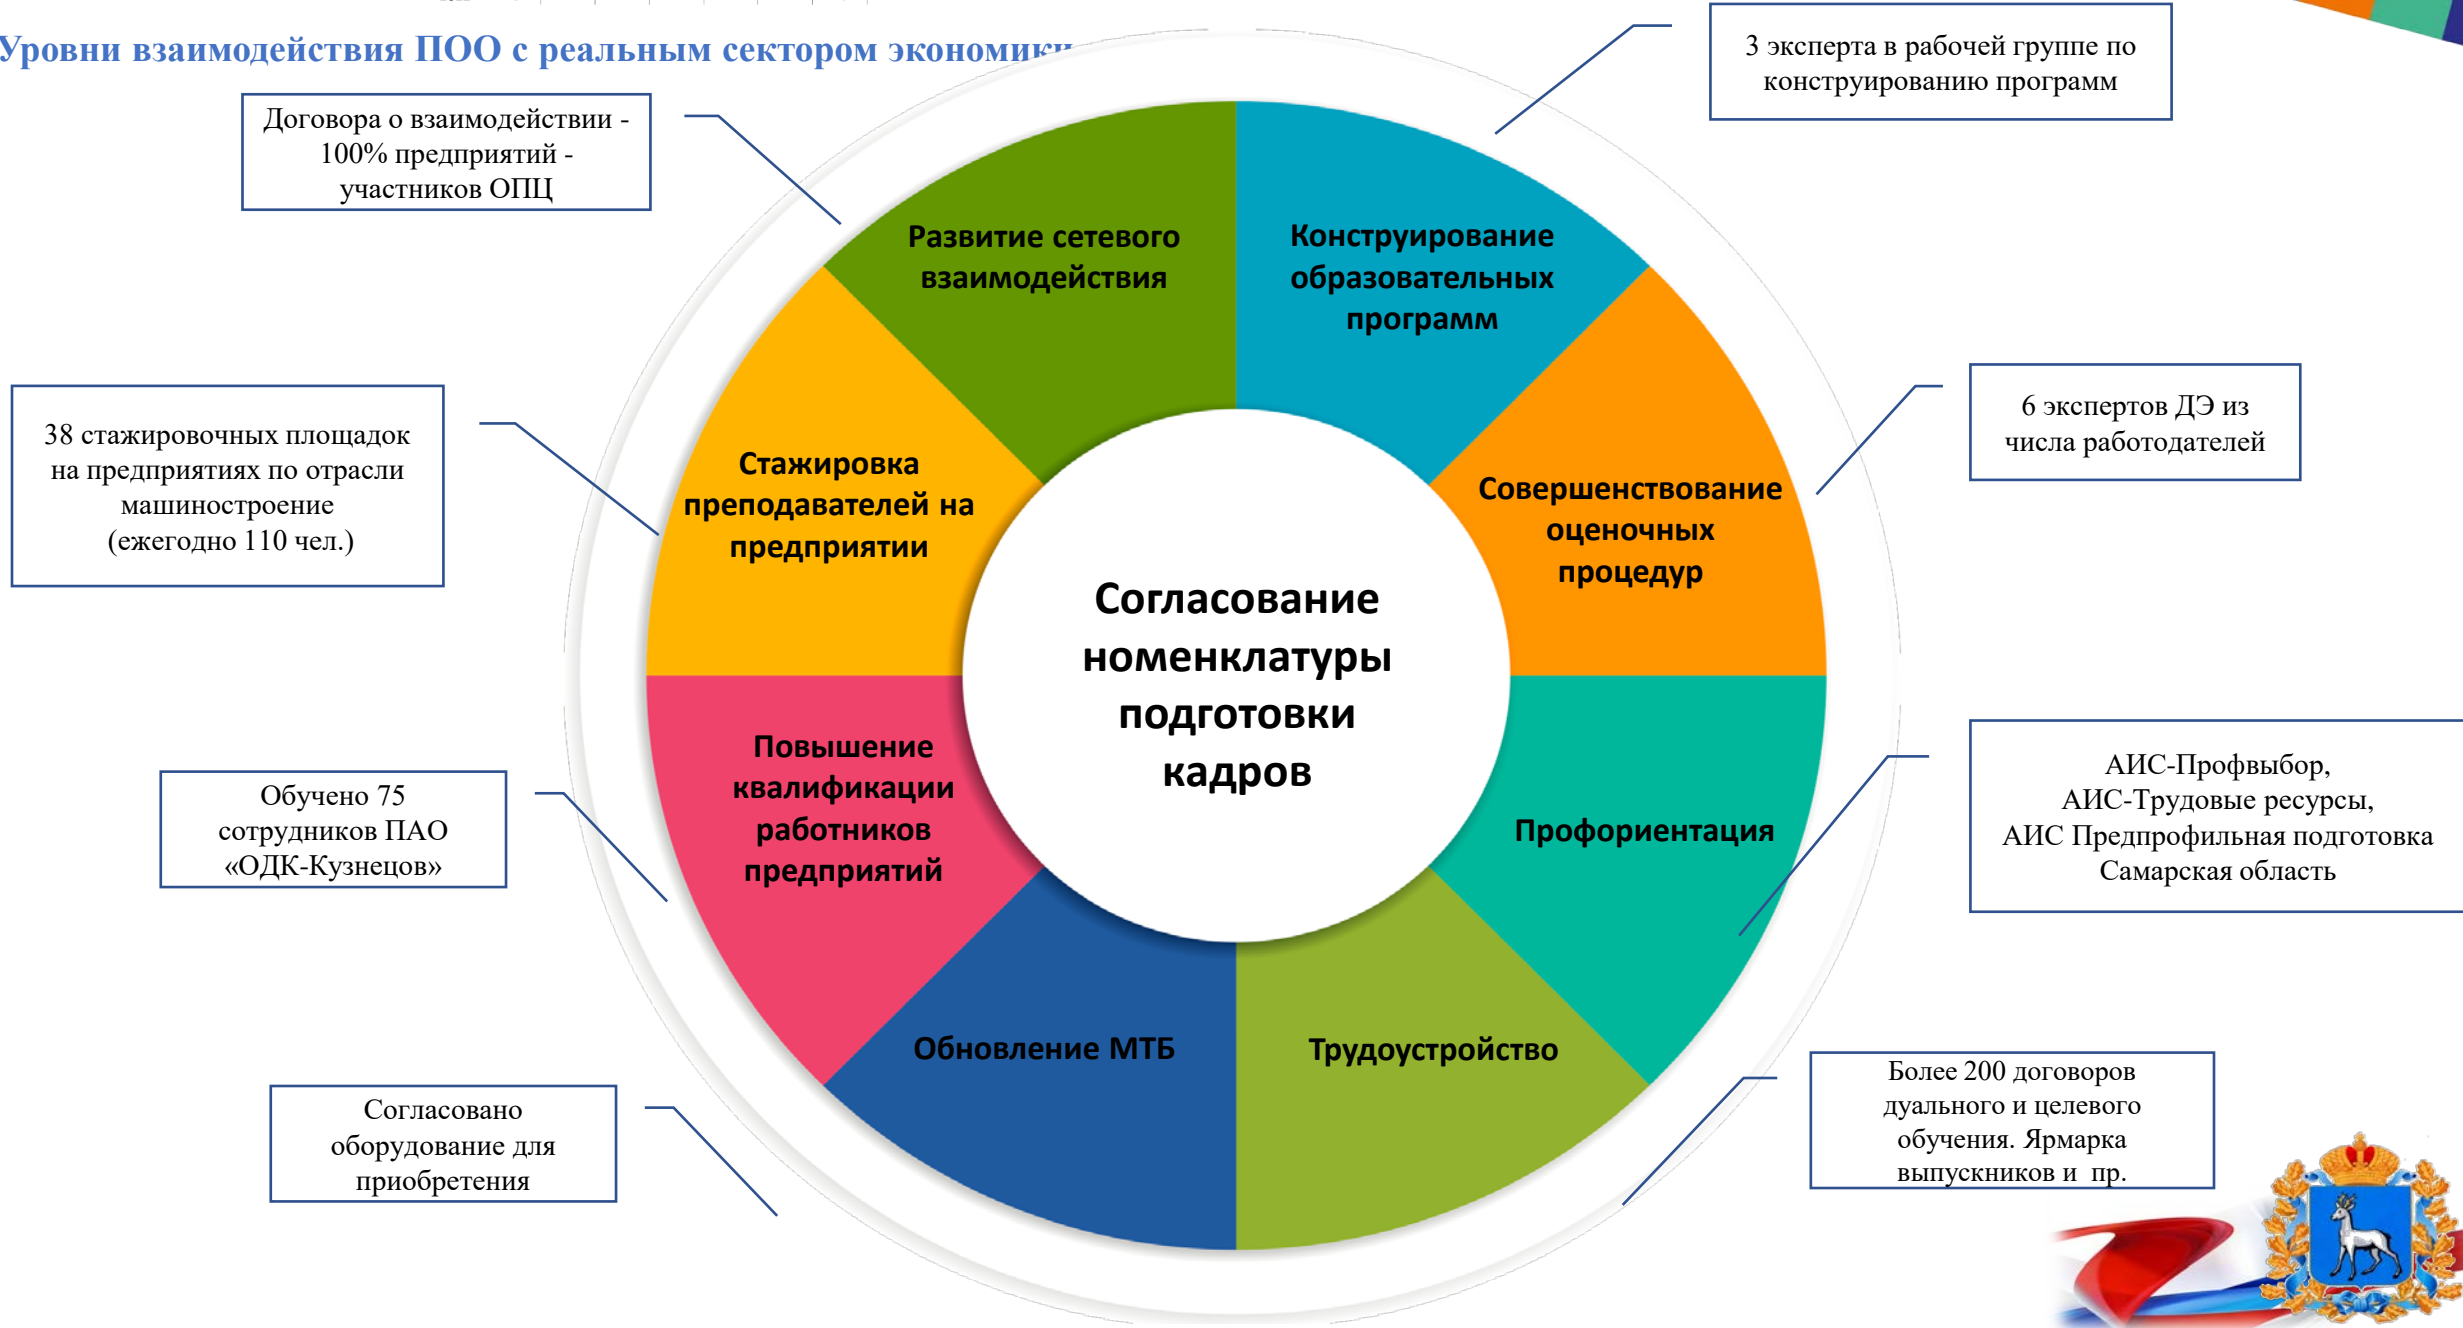 Уровни взаимодействия ПОО с реальным сектором экономики
3 эксперта в рабочей группе по
конструированию программ
Договора о взаимодействии -
100% предприятий -
участников ОПЦ
Развитие сетевого
взаимодействия
Конструирование
образовательных
программ
38 стажировочных площадок
на предприятиях по отрасли
машиностроение
(ежегодно 110 чел.)
Стажировка
преподавателей на
предприятии
Совершенствование
оценочных
процедур
6 экспертов ДЭ из
числа работодателей
Согласование
номенклатуры
подготовки
кадров
Обучено 75
сотрудников ПАО
«ОДК-Кузнецов»
Повышение
квалификации
работников
предприятий
Профориентация
АИС-Профвыбор,
АИС-Трудовые ресурсы,
АИС Предпрофильная подготовка
Самарская область
Обновление МТБ
Трудоустройство
Согласовано
оборудование для
приобретения
Более 200 договоров
дуального и целевого
обучения. Ярмарка
выпускников и  пр.